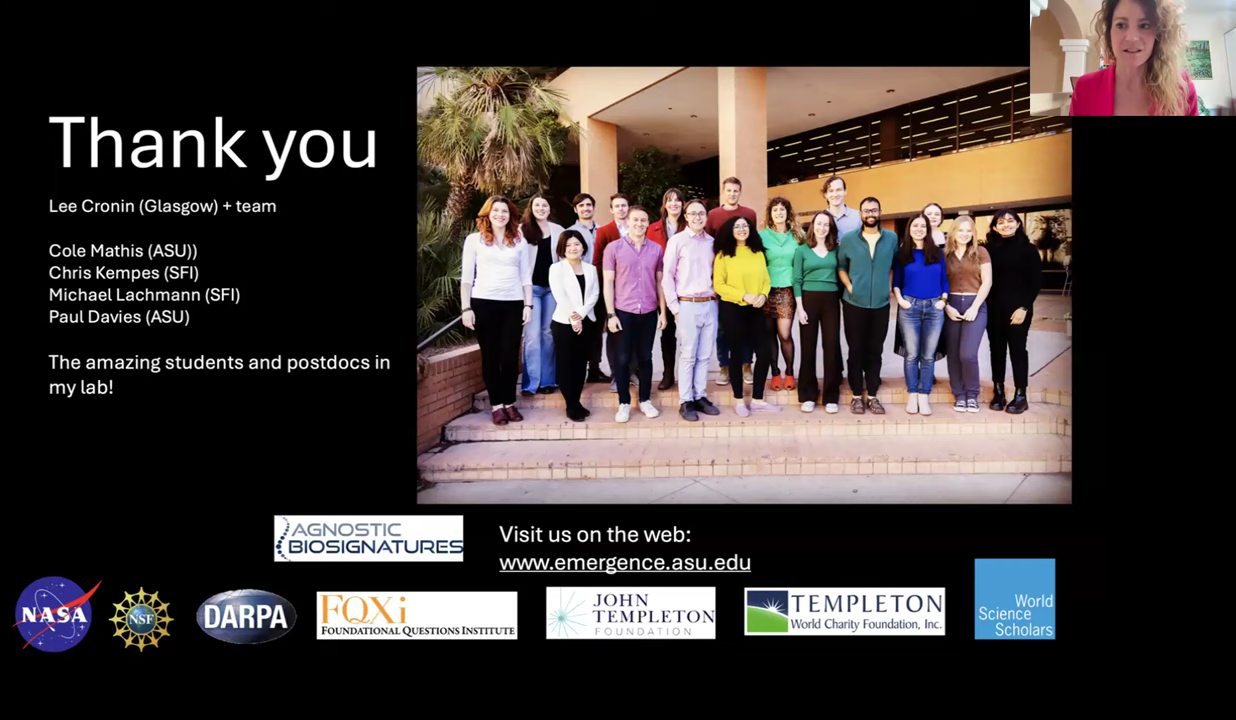 Thank you
Lee Cronin (Glasgow) + team
Cole Mathis (ASU))
Chris Kempes (SFI)
Michael Lachmann (SFI)
Paul Davies (ASU)
The amazing students and postdocs in
my lab!
AGNOSTIC
BIOSIGNATURES
Visit us on the web:
www.emergence.asu.edu
NASA
NSF
DARPA
FQXi
FOUNDATIONAL QUESTIONS INSTITUTE
JOHN
TEMPLETON
FOUNDATION
TEMPLETON
World Charity Foundation, Inc.
World
Science
Scholars